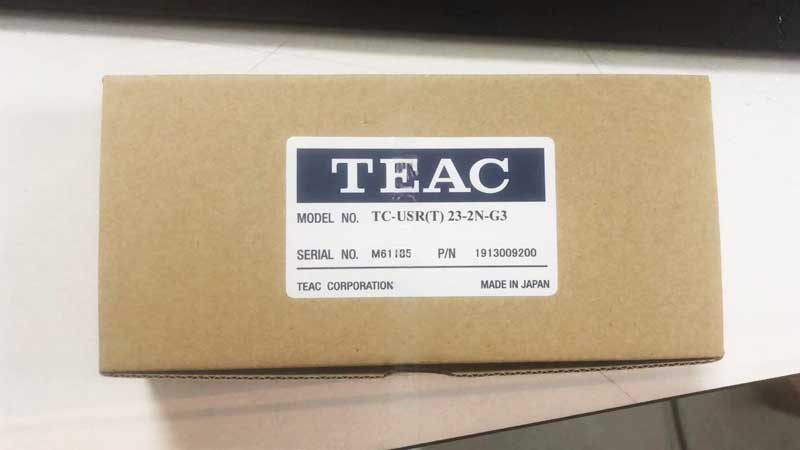 TEAC
MODEL NO. TC-USR(T) 23-2N-G3
SERIAL NO. M61185 P/N 1913009200
TEAC CORPORATION MADE IN JAPAN